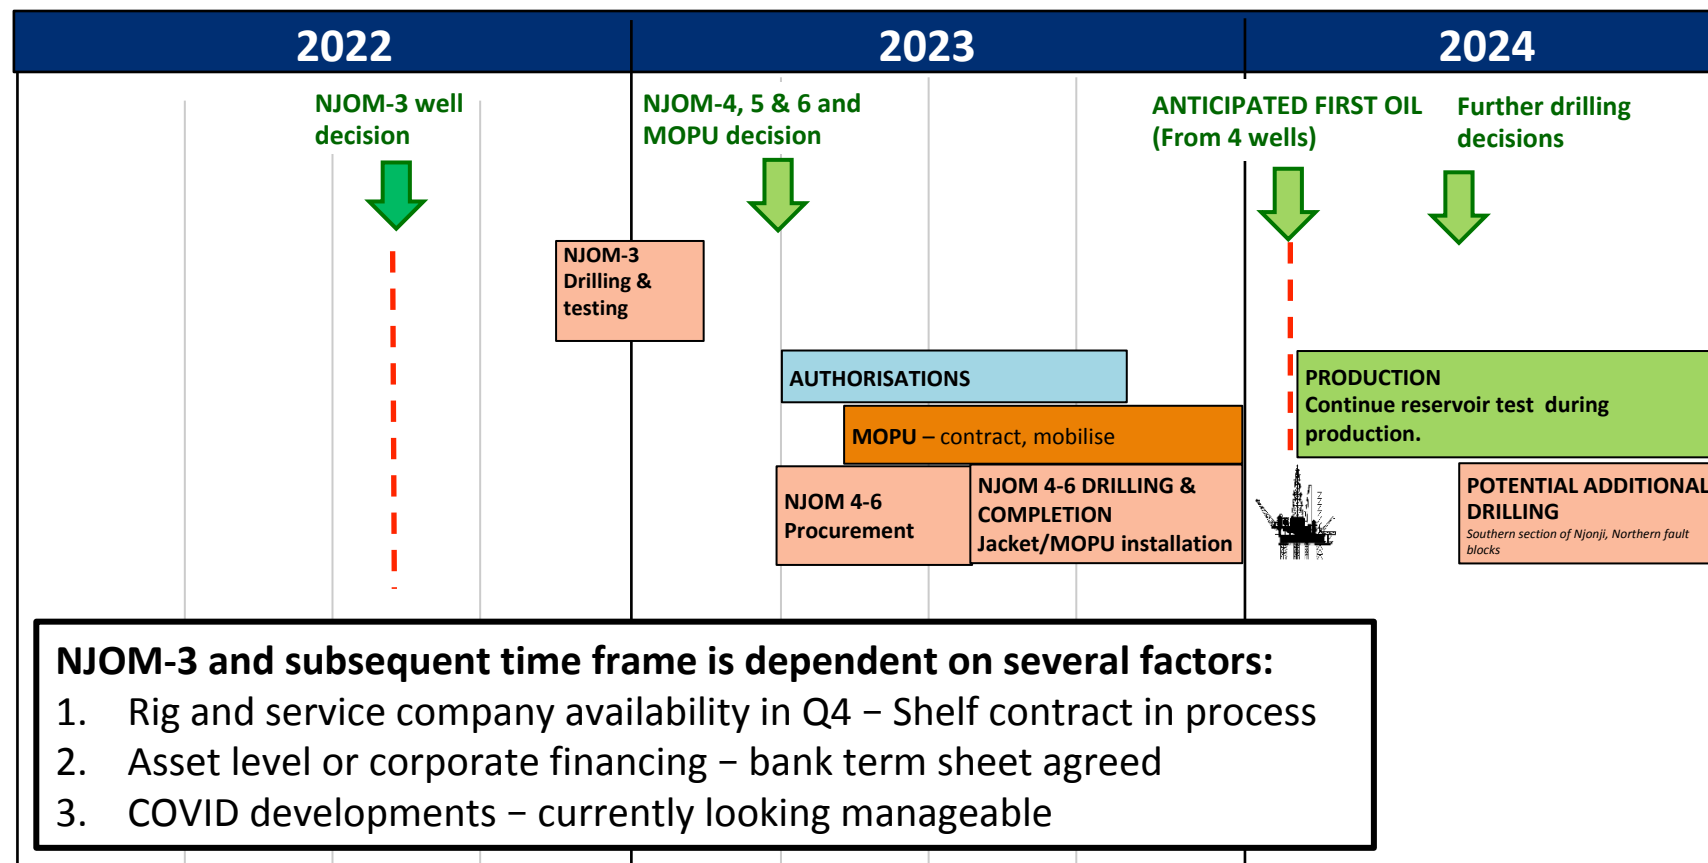 2022
2023
2024
NJOM-3 well
decision
NJOM-4, 5 & 6 and
MOPU decision
ANTICIPATED FIRST OIL
(From 4 wells)
Further drilling
decisions
NJOM-3
Drilling &
testing
AUTHORISATIONS
MOPU – contract, mobilise
NJOM 4-6
Procurement
NJOM 4-6 DRILLING &
COMPLETION
Jacket/MOPU installation
PRODUCTION
Continue reservoir test during
production.
POTENTIAL ADDITIONAL
DRILLING
Southern section of Njonji, Northern fault
blocks
NJOM-3 and subsequent time frame is dependent on several factors:
1. Rig and service company availability in Q4 – Shelf contract in process
2. Asset level or corporate financing – bank term sheet agreed
3. COVID developments – currently looking manageable